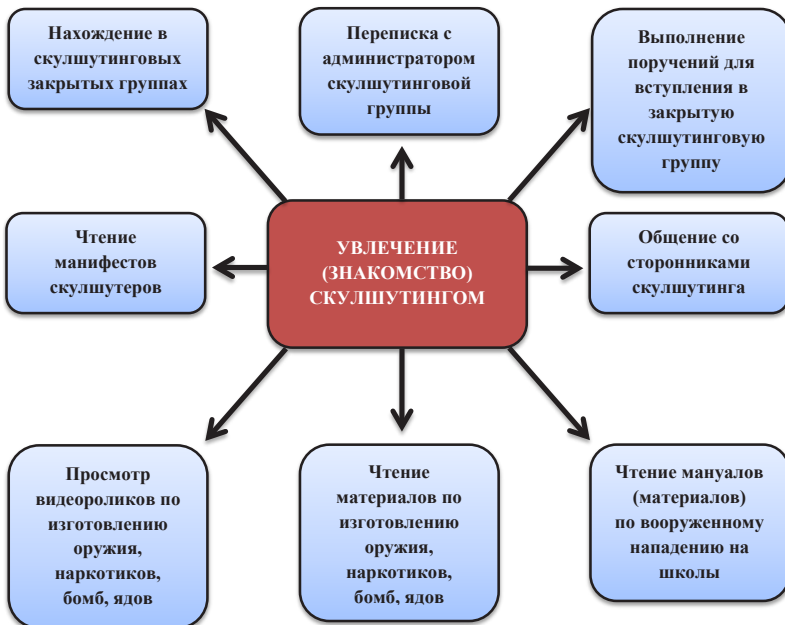 Нахождение в
скулшутинговых
закрытых группах
Переписка с
администратором
скулшутинговой
группы
Выполнение
поручений для
вступления в
закрытую
скулшутинговую
группу
Чтение
манифестов
скулшутеров
УВЛЕЧЕНИЕ
(ЗНАКОМСТВО)
СКУЛШУТИНГОМ
Общение со
сторонниками
скулшутинга
Просмотр
видеороликов по
изготовлению
оружия,
наркотиков,
бомб, ядов
Чтение
материалов по
изготовлению
оружия,
наркотиков,
бомб, ядов
Чтение мануалов
(материалов)
по вооруженному
нападению на
школы